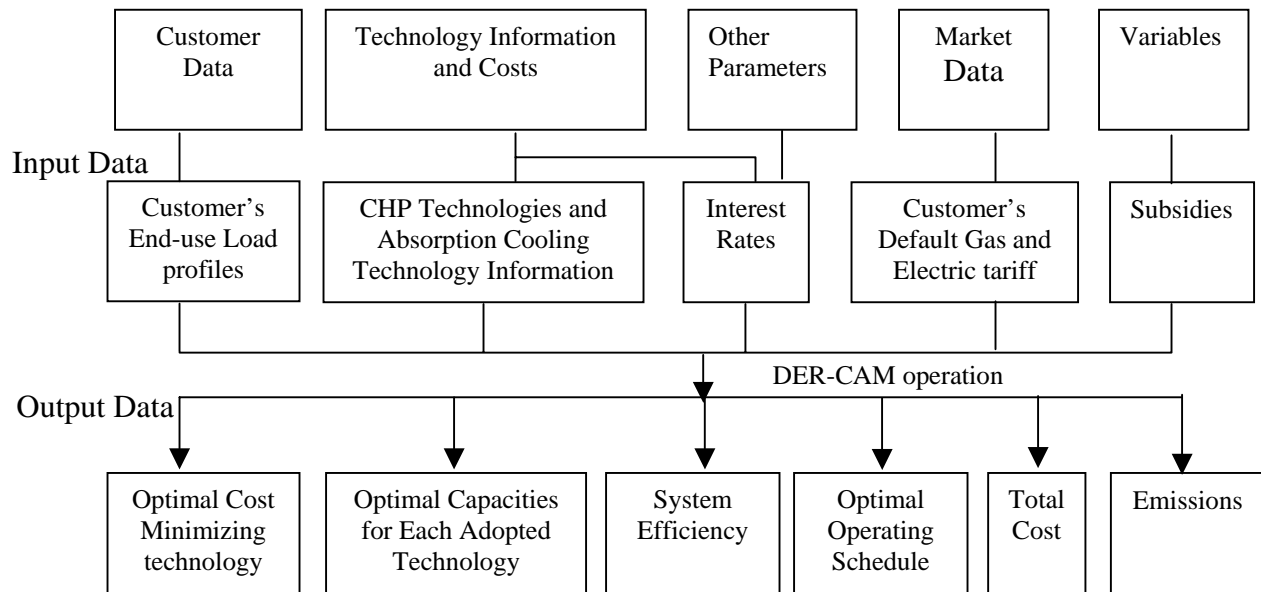 Customer
Data
Technology Information
and Costs
Other
Parameters
Market
Data
Variables
Input Data
Customer’s
End-use Load
profiles
CHP Technologies and
Absorption Cooling
Technology Information
Interest
Rates
Customer’s
Default Gas and
Electric tariff
Subsidies
DER-CAM operation
Output Data
Optimal Cost
Minimizing
technology
Optimal Capacities
for Each Adopted
Technology
System
Efficiency
Optimal
Operating
Schedule
Total
Cost
Emissions